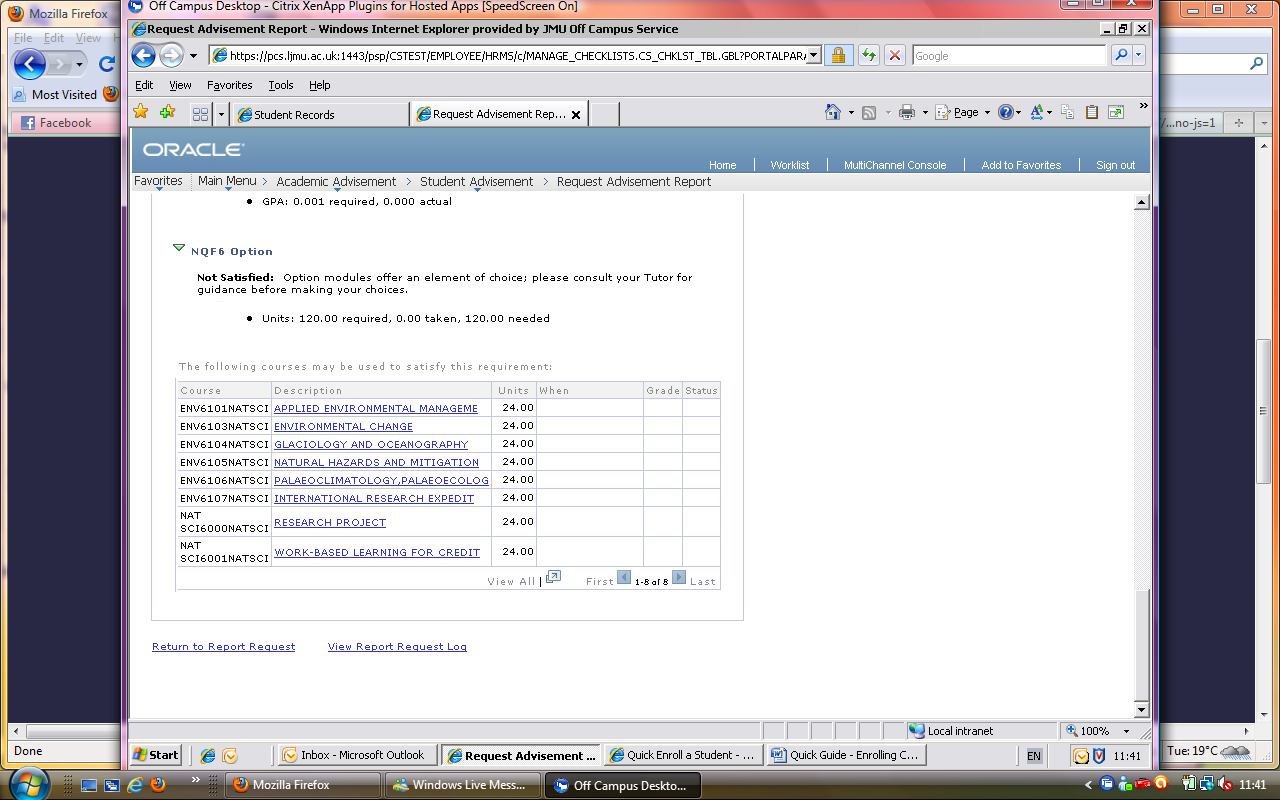 Mozilla Firefox
Off Campus Desktop - Citrix XenApp Plugins for Hosted Apps [SpeedScreen On]
Request Advisement Report - Windows Internet Explorer provided by JMU Off Campus Service
File Edit View
https://pcs.ljmu.ac.uk:1443/psp/CSTEST/EMPLOYEE/HRMS/c/MANAGE_CHECKLISTS.CS_CHKLST_TBL.GBL?PORTALPARA
Google
Edit View Favorites Tools Help
Most Visited
Student Records
Request Advisement Rep...
Page
Facebook
/...no-js=1
ORACLE
Home Worklist MultiChannel Console Add to Favorites Sign out
Favorites Main Menu > Academic Advisement > Student Advisement > Request Advisement Report
• GPA: 0.001 required, 0.000 actual
NQF6 Option
Not Satisfied: Option modules offer an element of choice; please consult your Tutor for
guidance before making your choices.
• Units: 120.00 required, 0.00 taken, 120.00 needed
The following courses may be used to satisfy this requirement:
Course Description Units When Grade Status
ENV6101NATSCI APPLIED ENVIRONMENTAL MANAGEME 24.00
ENV6103NATSCI ENVIRONMENTAL CHANGE 24.00
ENV6104NATSCI GLACIOLOGY AND OCEANOGRAPHY 24.00
ENV6105NATSCI NATURAL HAZARDS AND MITIGATION 24.00
ENV6106NATSCI PALAEOCLIMATOLOGY,PALAEOECOLOG 24.00
ENV6107NATSCI INTERNATIONAL RESEARCH EXPEDIT 24.00
NAT
SCI6000NATSCI RESEARCH PROJECT 24.00
NAT
SCI6001NATSCI WORK-BASED LEARNING FOR CREDIT 24.00
View All | First 1-8 of 8 Last
Return to Report Request View Report Request Log
Local intranet 100%
Done
Tue: 19°C
Start
Inbox - Microsoft Outlook
Request Advisement ...
Quick Enroll a Student - ...
Quick Guide - Enrolling C...
EN
11:41
Mozilla Firefox
Windows Live Mess...
Off Campus Deskto...
11:41